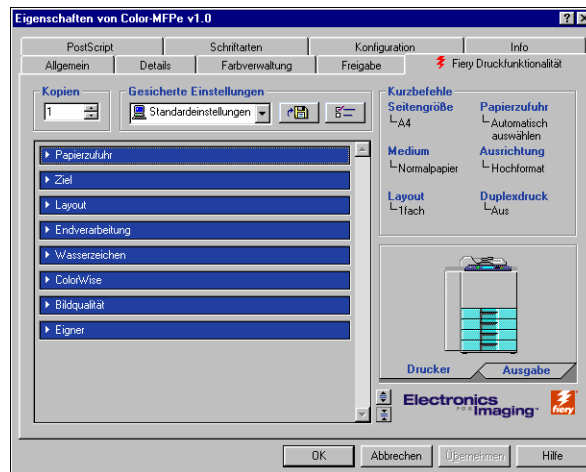 Eigenschaften von Color-MFPe v1.0
PostScript Schriftarten Konfiguration Info
Allgemein Details Farbverwaltung Freigabe Fiery Druckfunktionalität
Kopien
1
Gesicherte Einstellungen
Standardeinstellungen
Papierzufuhr
Ziel
Layout
Endverarbeitung
Wasserzeichen
ColorWise
Bildqualität
Eigner
Kurzbefehle
Seitengröße Papierzufuhr
A4 Automatisch
auswählen
Medium Ausrichtung
Normalpapier Hochformat
Layout Duplexdruck
1fach Aus
Drucker Ausgabe
Electronics
FOR Imaging
fiery
OK Abbrechen Übernehmen Hilfe